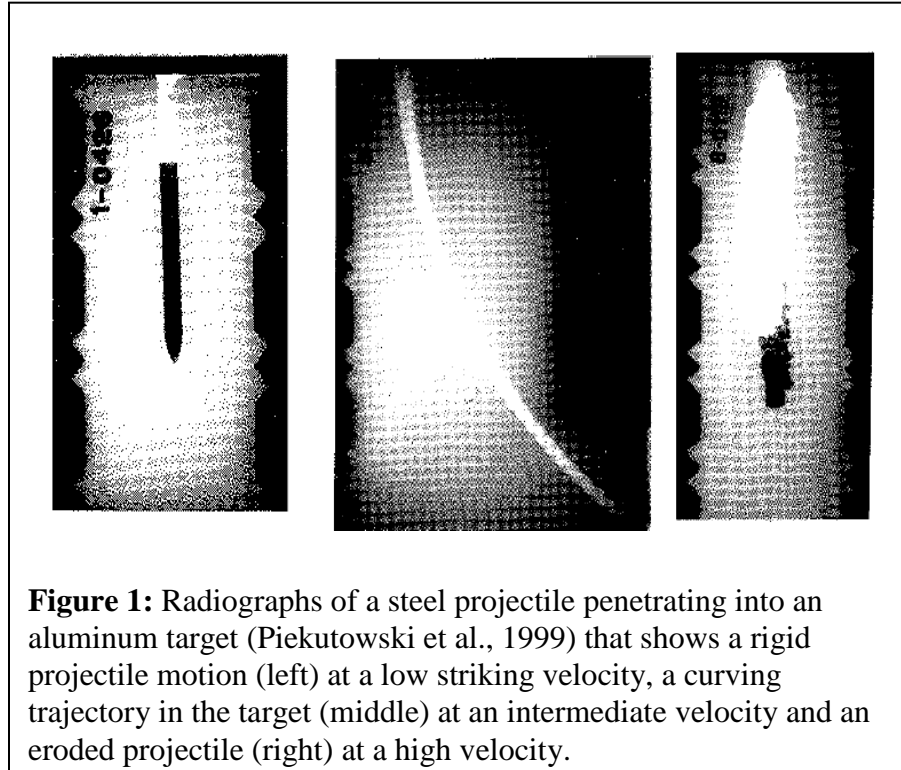 Figure 1: Radiographs of a steel projectile penetrating into an
aluminum target (Piekutowski et al., 1999) that shows a rigid
projectile motion (left) at a low striking velocity, a curving
trajectory in the target (middle) at an intermediate velocity and an
eroded projectile (right) at a high velocity.